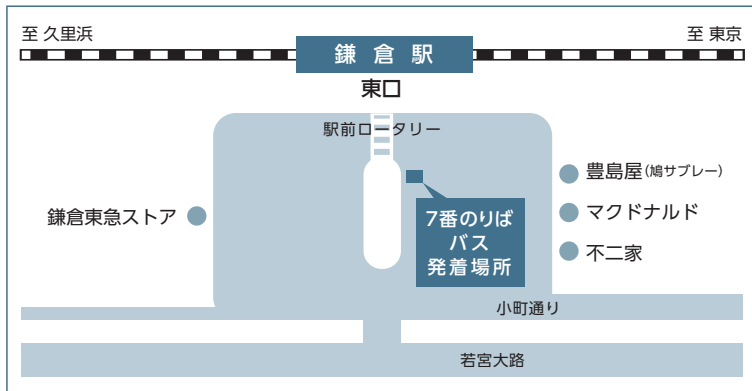 至 久里浜
至 東京
鎌倉駅
東口
駅前ロータリー
豊島屋(鳩サブレー)
鎌倉東急ストア
マクドナルド
7番のりば
バス
発着場所
不二家
小町通り
若宮大路